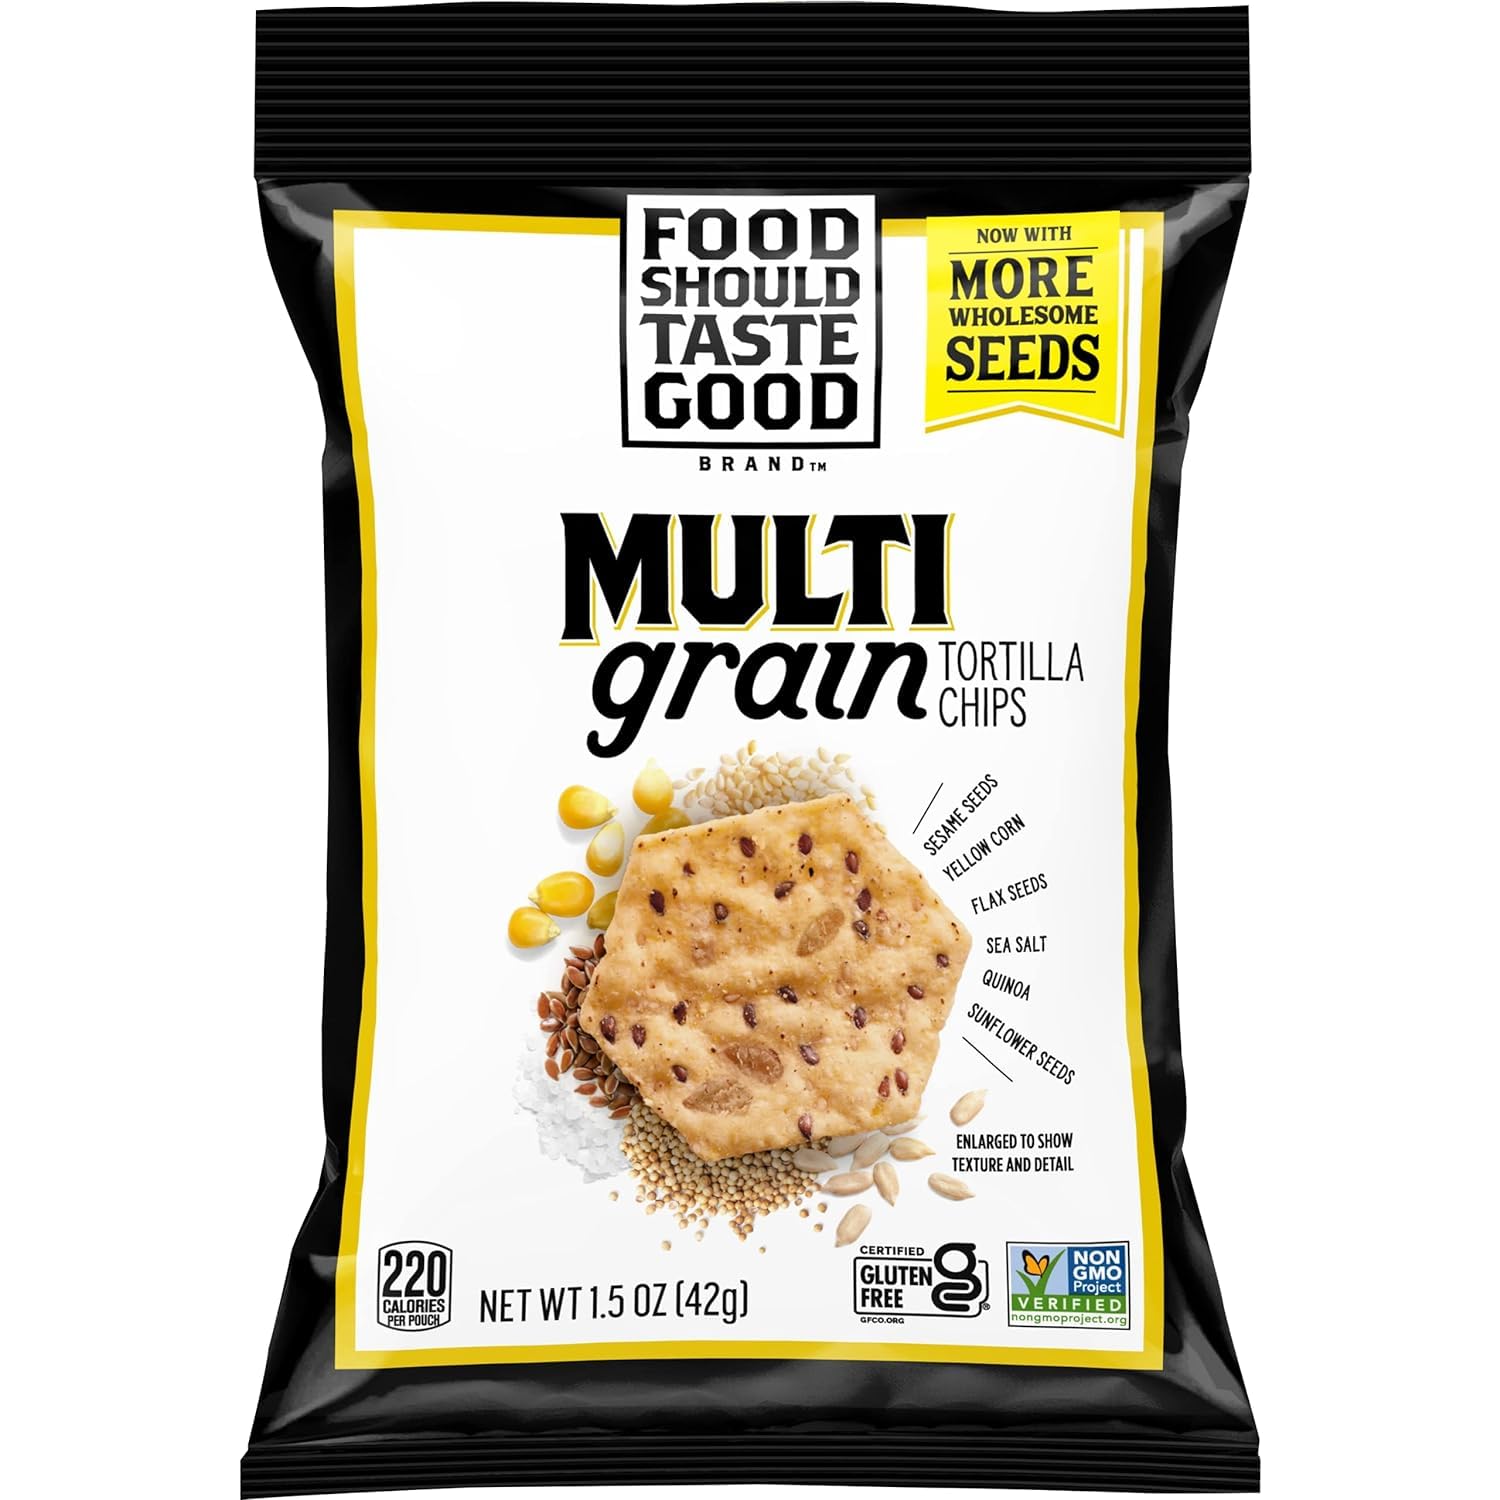 FOOD
SHOULD
TASTE
GOOD
BRAND™
NOW WITH
MORE
WHOLESOME
SEEDS
MULTI
grain
TORTILLA
CHIPS
SESAME SEEDS
YELLOW CORN
FLAX SEEDS
SEA SALT
QUINOA
SUNFLOWER SEEDS
ENLARGED TO SHOW
TEXTURE AND DETAIL
220
CALORIES
PER POUCH
NET WT 1.5 OZ (42g)
CERTIFIED
GLUTEN
FREE
g®
GFCO.ORG
NON
GMO
Project
VERIFIED
nongmoproject.org